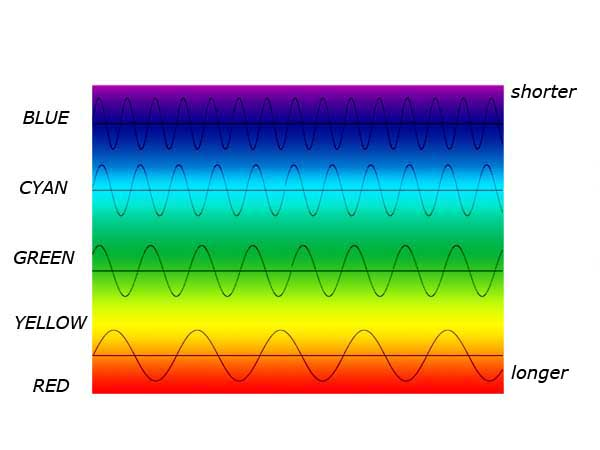 shorter
BLUE
CYAN
GREEN
YELLOW
longer
RED